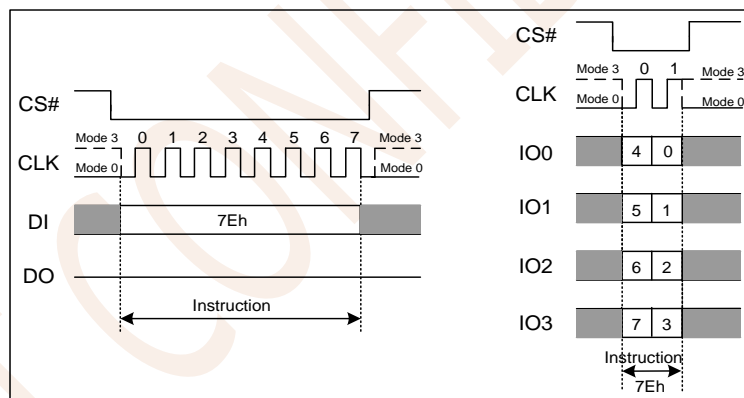 CS#
Mode 3 0 1 2 3 4 5 6 7 Mode 3
CLK
Mode 0 Mode 0
DI 7Eh
DO
Instruction
CS#
Mode 3 0 1 Mode 3
CLK
Mode 0 Mode 0
IO0 4 0
IO1 5 1
IO2 6 2
IO3 7 3
Instruction
7Eh